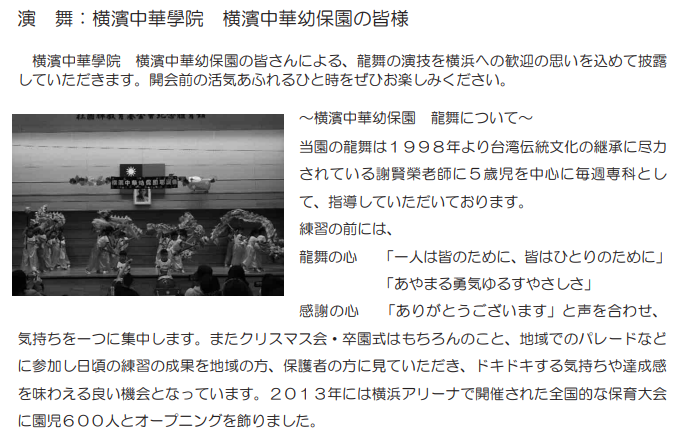 演　舞：横濱中華學院　横濱中華幼保園の皆様
横濱中華學院　横濱中華幼保園の皆さんによる、龍舞の演技を横浜への歓迎の思いを込めて披露
していただきます。開会前の活気あふれるひと時をぜひお楽しみください。
～横濱中華幼保園　龍舞について～
当園の龍舞は１９９８年より台湾伝統文化の継承に尽力
されている謝賢榮老師に５歳児を中心に毎週専科とし
て、指導していただいております。
練習の前には、
龍舞の心　「一人は皆のために、皆はひとりのために」
「あやまる勇気ゆるすやさしさ」
感謝の心　「ありがとうございます」と声を合わせ、
気持ちを一つに集中します。またクリスマス会・卒園式はもちろんのこと、地域でのパレードなど
に参加し日頃の練習の成果を地域の方、保護者の方に見ていただき、ドキドキする気持ちや達成感
を味わえる良い機会となっています。２０１３年には横浜アリーナで開催された全国的な保育大会
に園児６００人とオープニングを飾りました。